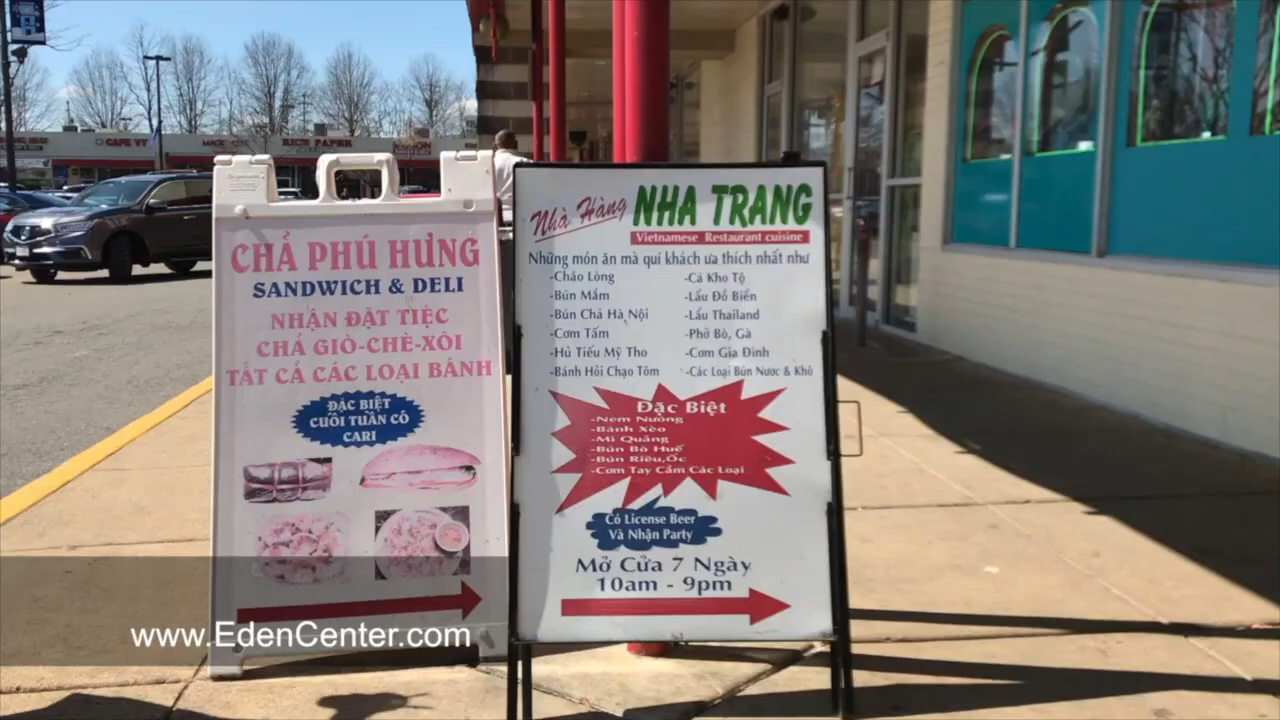 CAFE VY
RICE PAPER
CHẢ PHÚ HƯNG
SANDWICH & DELI
NHẬN ĐẶT TIỆC
CHẢ GIÒ-CHÈ-XÔI
TẤT CẢ CÁC LOẠI BÁNH
ĐẶC BIỆT
CUỐI TUẦN CÓ
CARI
Nhà Hàng NHA TRANG
Vietnamese Restaurant cuisine
Những món ăn mà quí khách ưa thích nhất như
-Cháo Lòng
-Bún Mắm
-Bún Chả Hà Nội
-Cơm Tấm
-Hủ Tiếu Mỹ Tho
-Bánh Hỏi Chạo Tôm
-Cá Kho Tộ
-Lẩu Đồ Biển
-Lẩu Thailand
-Phở Bò, Gà
-Cơm Gia Đình
-Các Loại Bún Nước & Khô
Đặc Biệt
-Nem Nướng
-Bánh Xèo
-Mì Quảng
-Bún Bò Huế
-Bún Riêu,Ốc
-Cơm Tay Cầm Các Loại
Có License Beer
Và Nhận Party
Mở Cửa 7 Ngày
10am - 9pm
www.EdenCenter.com